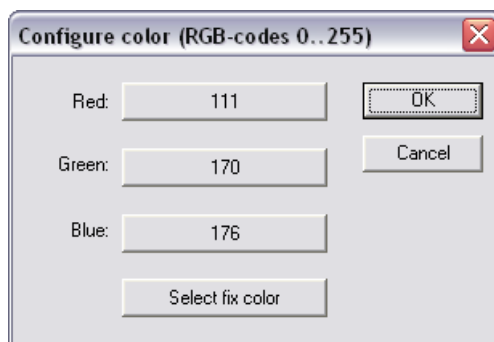 Configure color (RGB-codes 0..255)
Red: 111 OK
Green: 170 Cancel
Blue: 176
Select fix color